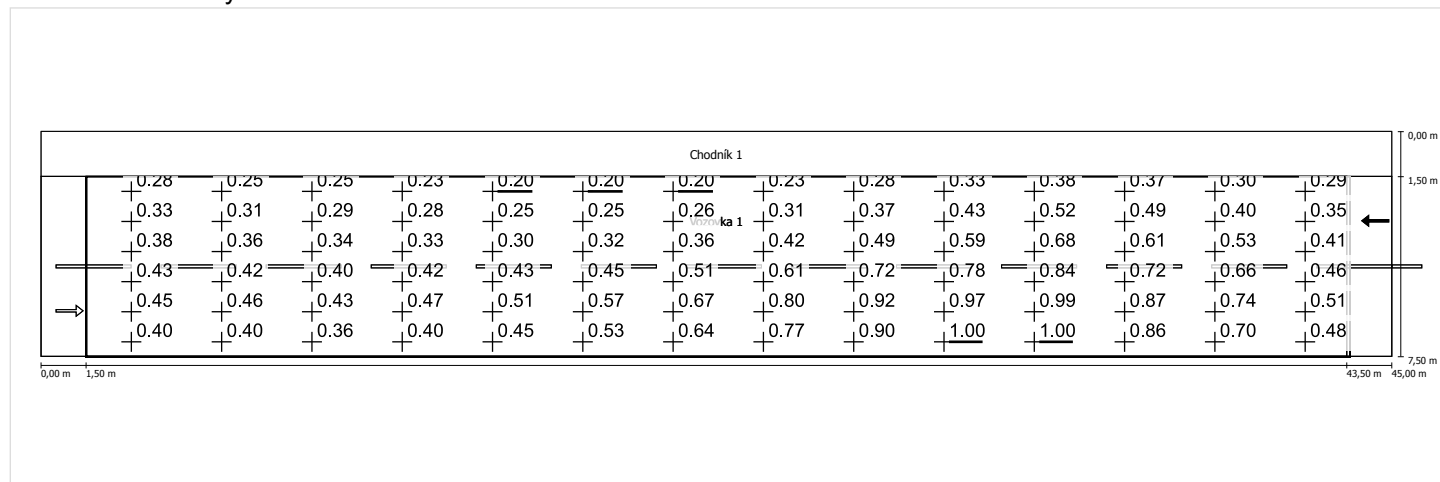 Chodník 1
0,00 m
1,50 m
0.28 0.25 0.25 0.23 0.20 0.20 0.20 0.23 0.28 0.33 0.38 0.37 0.30 0.29
0.33 0.31 0.29 0.28 0.25 0.25 0.26 0.31 0.37 0.43 0.52 0.49 0.40 0.35
Vozovka 1
0.38 0.36 0.34 0.33 0.30 0.32 0.36 0.42 0.49 0.59 0.68 0.61 0.53 0.41
0.43 0.42 0.40 0.42 0.43 0.45 0.51 0.61 0.72 0.78 0.84 0.72 0.66 0.46
0.45 0.46 0.43 0.47 0.51 0.57 0.67 0.80 0.92 0.97 0.99 0.87 0.74 0.51
0.40 0.40 0.36 0.40 0.45 0.53 0.64 0.77 0.90 1.00 1.00 0.86 0.70 0.48
7,50 m
0,00 m 1,50 m 43,50 m 45,00 m